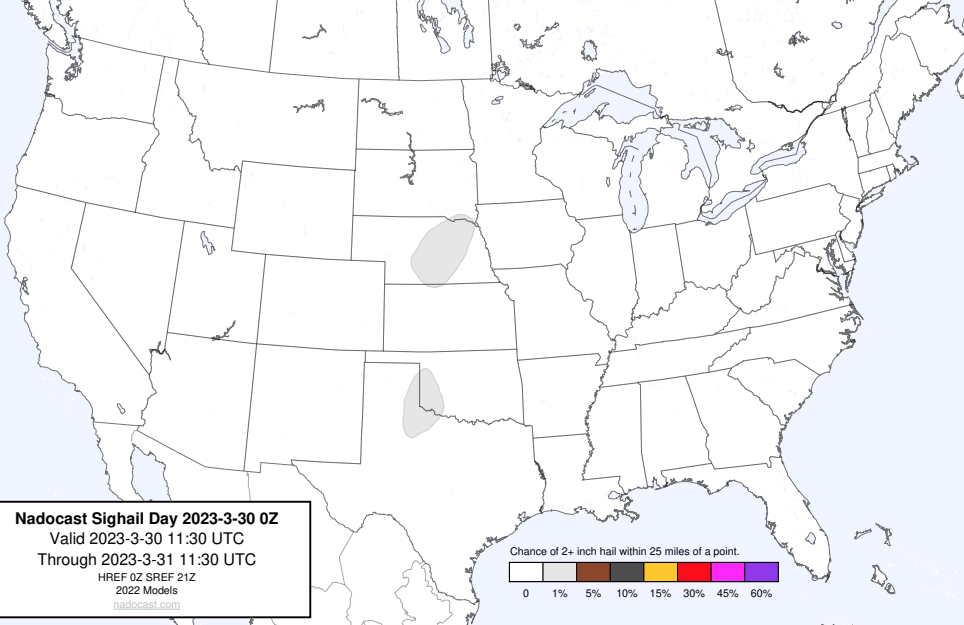 Nadocast Sighail Day 2023-3-30 0Z
Valid 2023-3-30 11:30 UTC
Through 2023-3-31 11:30 UTC
HREF 0Z SREF 21Z
2022 Models
nadocast.com
Chance of 2+ inch hail within 25 miles of a point.
0 1% 5% 10% 15% 30% 45% 60%